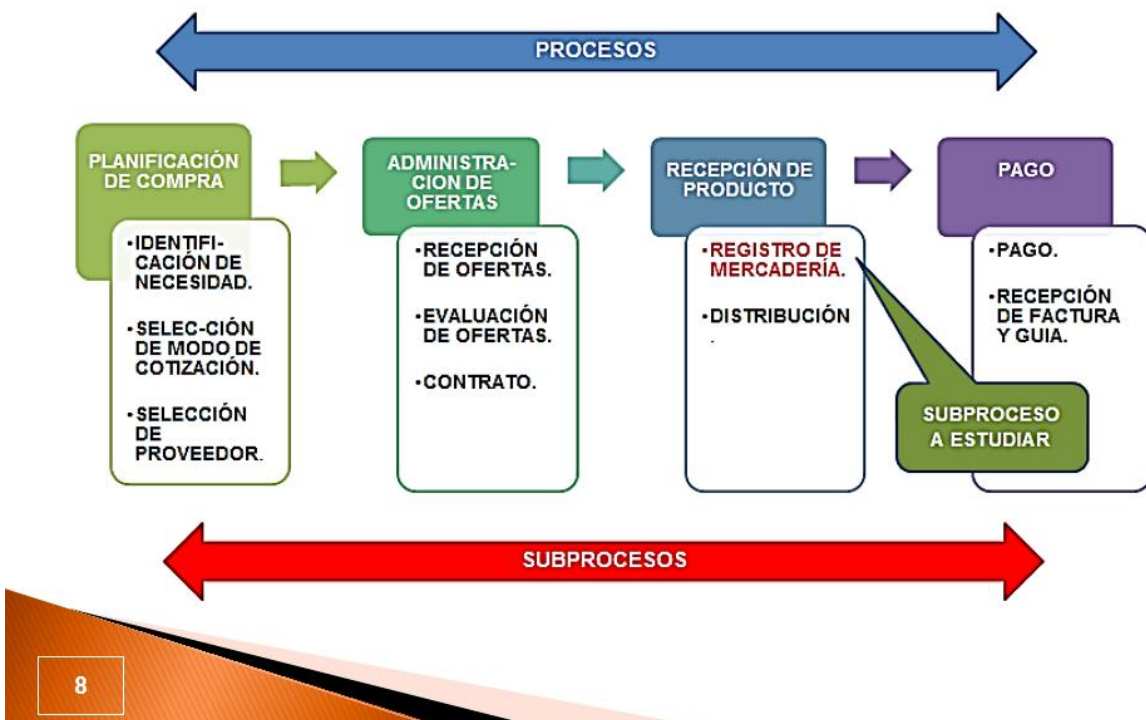 PROCESOS
PLANIFICACIÓN
DE COMPRA
•IDENTIFI-
CACIÓN DE
NECESIDAD.
•SELEC-CIÓN
DE MODO DE
COTIZACIÓN.
•SELECCIÓN
DE
PROVEEDOR.
ADMINISTRA-
CION DE
OFERTAS
•RECEPCIÓN
DE OFERTAS.
•EVALUACIÓN
DE OFERTAS.
•CONTRATO.
RECEPCIÓN DE
PRODUCTO
•REGISTRO DE
MERCADERÍA.
•DISTRIBUCIÓN
.
PAGO
•PAGO.
•RECEPCIÓN
DE FACTURA
Y GUIA.
SUBPROCESO
A ESTUDIAR
SUBPROCESOS
8